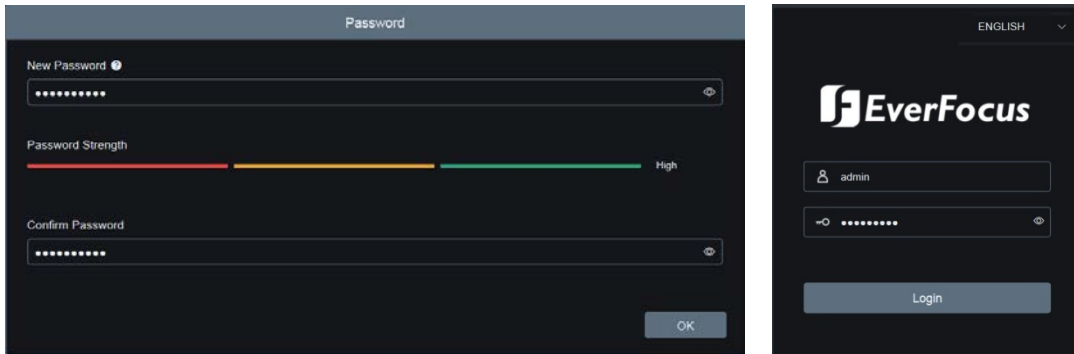 Password
New Password
••••••••••
Password Strength
High
Confirm Password
••••••••••
OK
ENGLISH
EverFocus
admin
•••••••••
Login